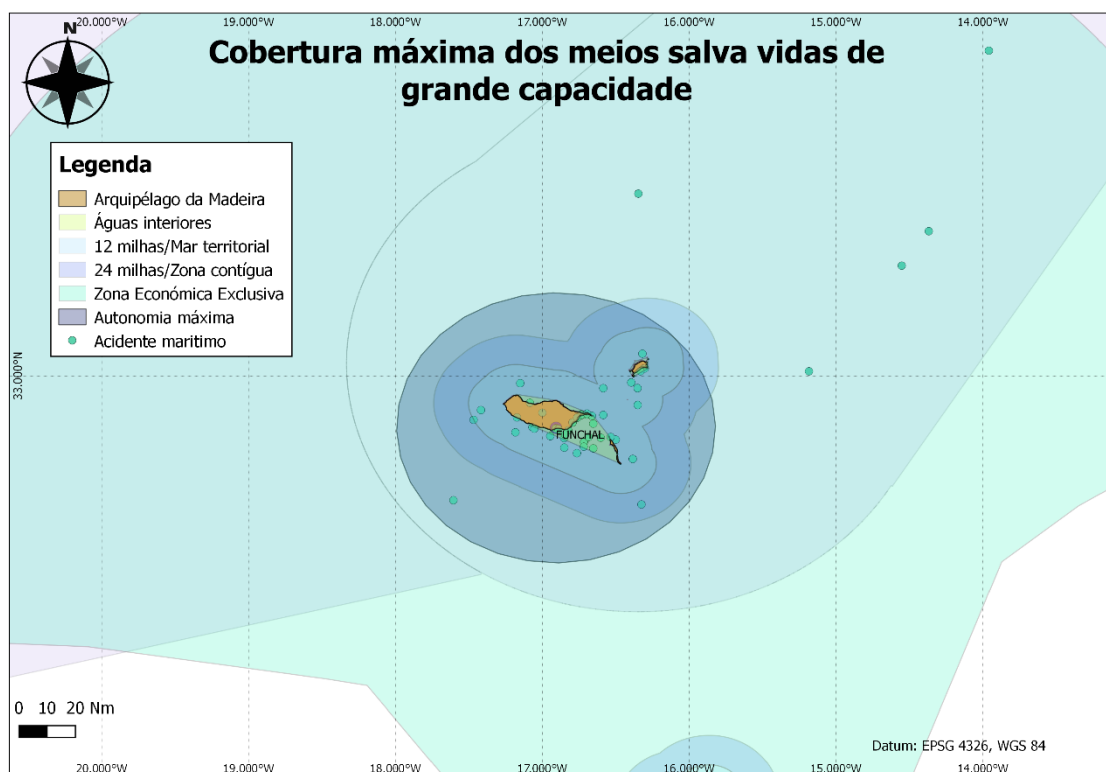 20.000°W 19.000°W 18.000°W 17.000°W 16.000°W 15.000°W 14.000°W
N
Cobertura máxima dos meios salva vidas de
grande capacidade
Legenda
Arquipélago da Madeira
Águas interiores
12 milhas/Mar territorial
24 milhas/Zona contígua
Zona Económica Exclusiva
Autonomia máxima
Acidente maritimo
33.000°N
33.000°N
FUNCHAL
0 10 20 Nm
Datum: EPSG 4326, WGS 84
20.000°W 19.000°W 18.000°W 17.000°W 16.000°W 15.000°W 14.000°W